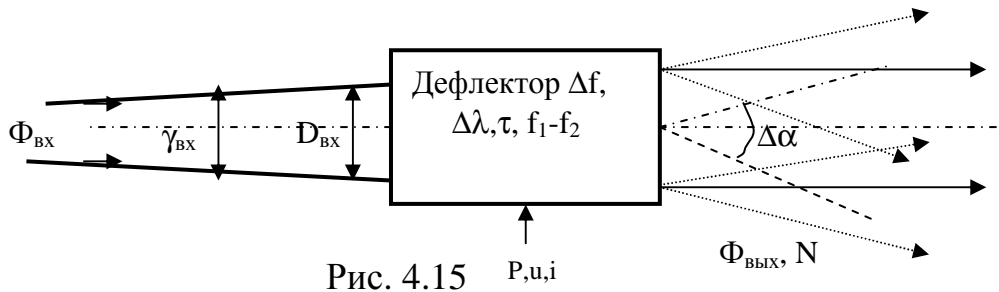 Φвх
γвх
Dвх
Дефлектор Δf,
Δλ,τ, f₁-f₂
Δα
Φвых, N
P,u,i
Рис. 4.15